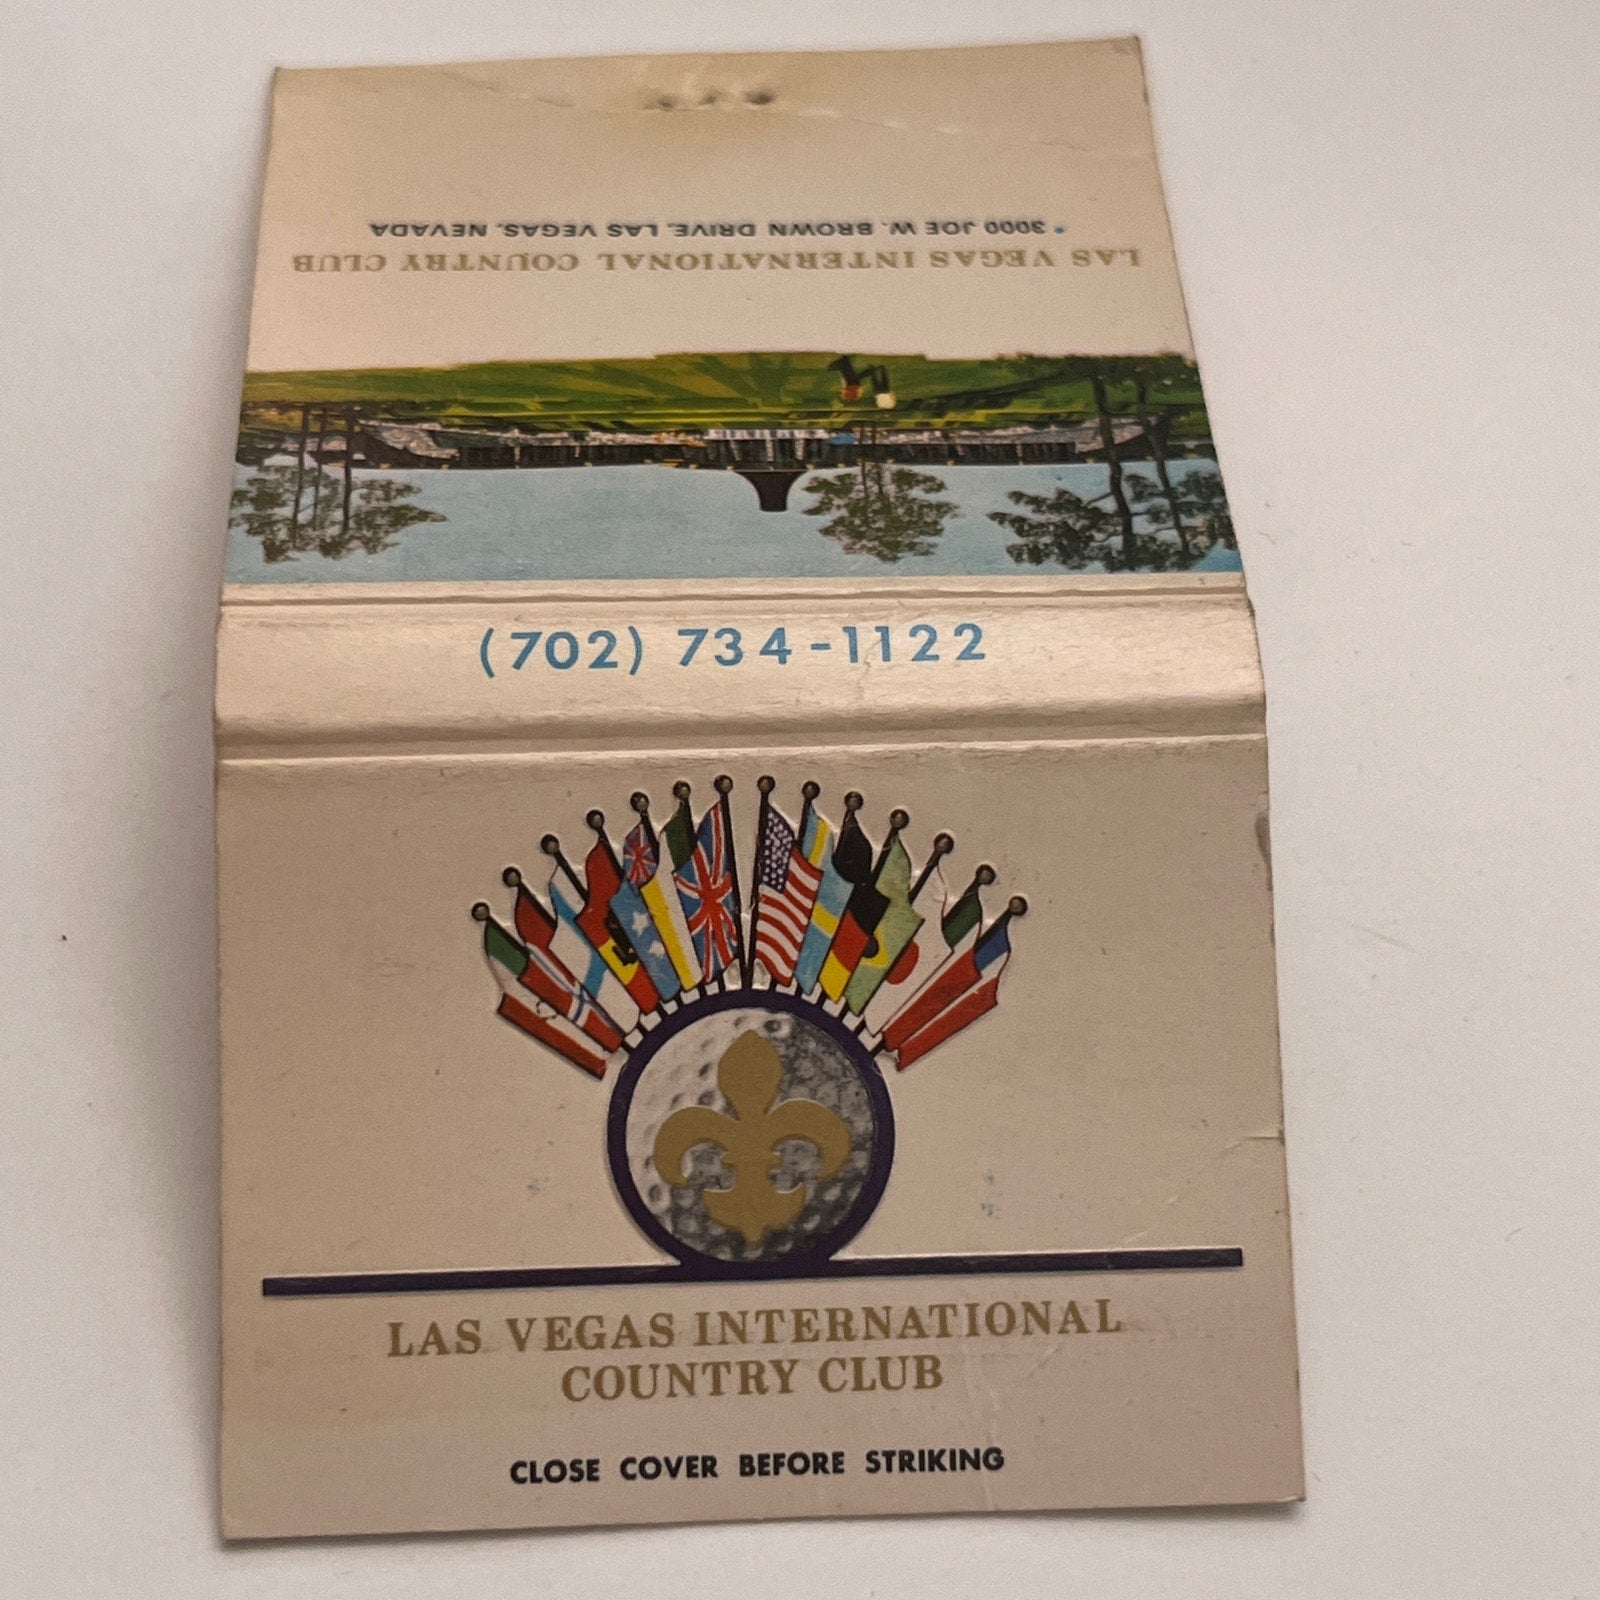 3000 JOE W. BROWN DRIVE, LAS VEGAS, NEVADA
LAS VEGAS INTERNATIONAL COUNTRY CLUB
(702) 734-1122
LAS VEGAS INTERNATIONAL
COUNTRY CLUB
CLOSE COVER BEFORE STRIKING